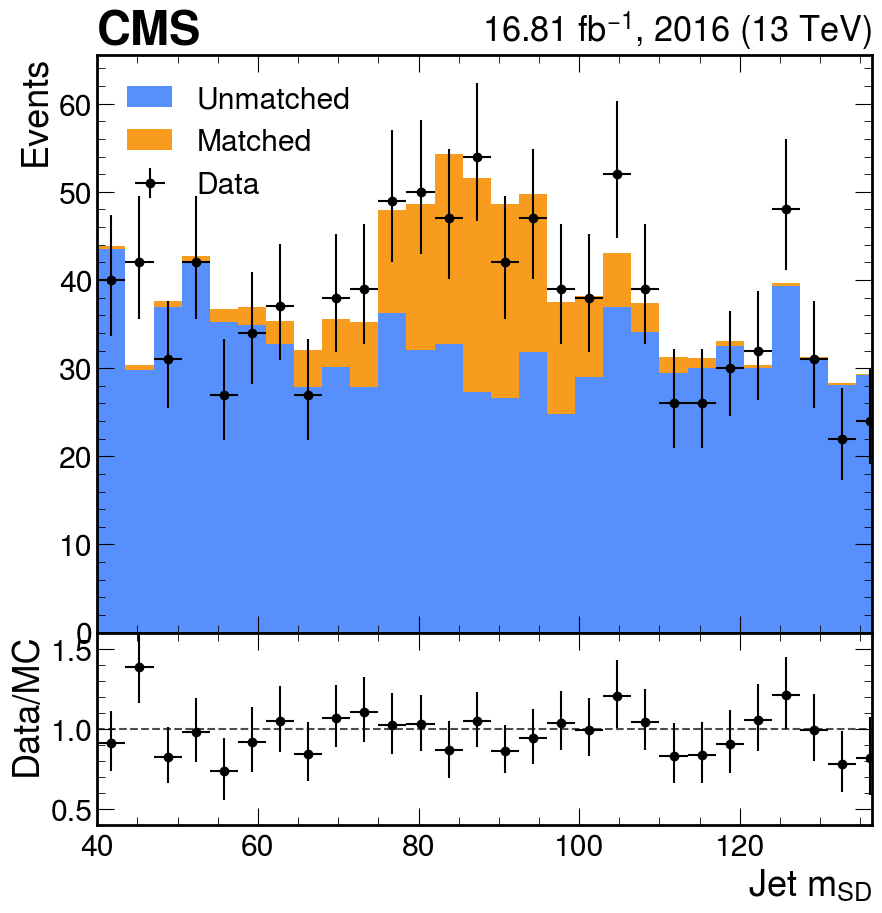 CMS
16.81 fb⁻¹, 2016 (13 TeV)
Events
60
50
40
30
20
10
0
Unmatched
Matched
Data
Data/MC
1.5
1.0
0.5
40
60
80
100
120
Jet m_SD